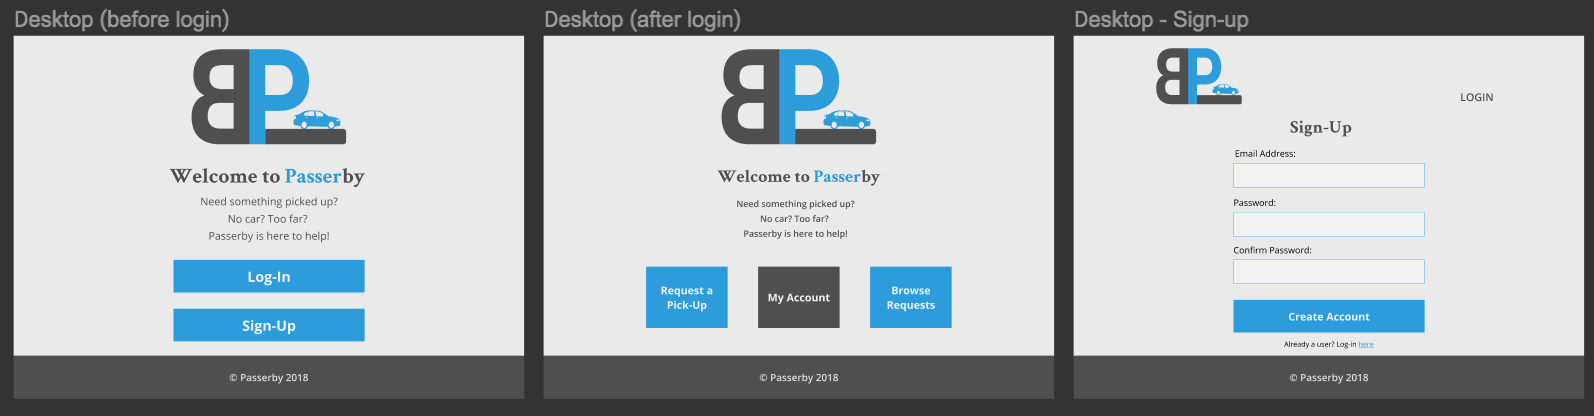 Desktop (before login)
BP
Welcome to Passerby
Need something picked up?
No car? Too far?
Passerby is here to help!
Log-In
Sign-Up
© Passerby 2018
Desktop (after login)
BP
Welcome to Passerby
Need something picked up?
No car? Too far?
Passerby is here to help!
Request a
Pick-Up
My Account
Browse
Requests
© Passerby 2018
Desktop - Sign-up
BP
LOGIN
Sign-Up
Email Address:
Password:
Confirm Password:
Create Account
Already a user? Log-in here
© Passerby 2018